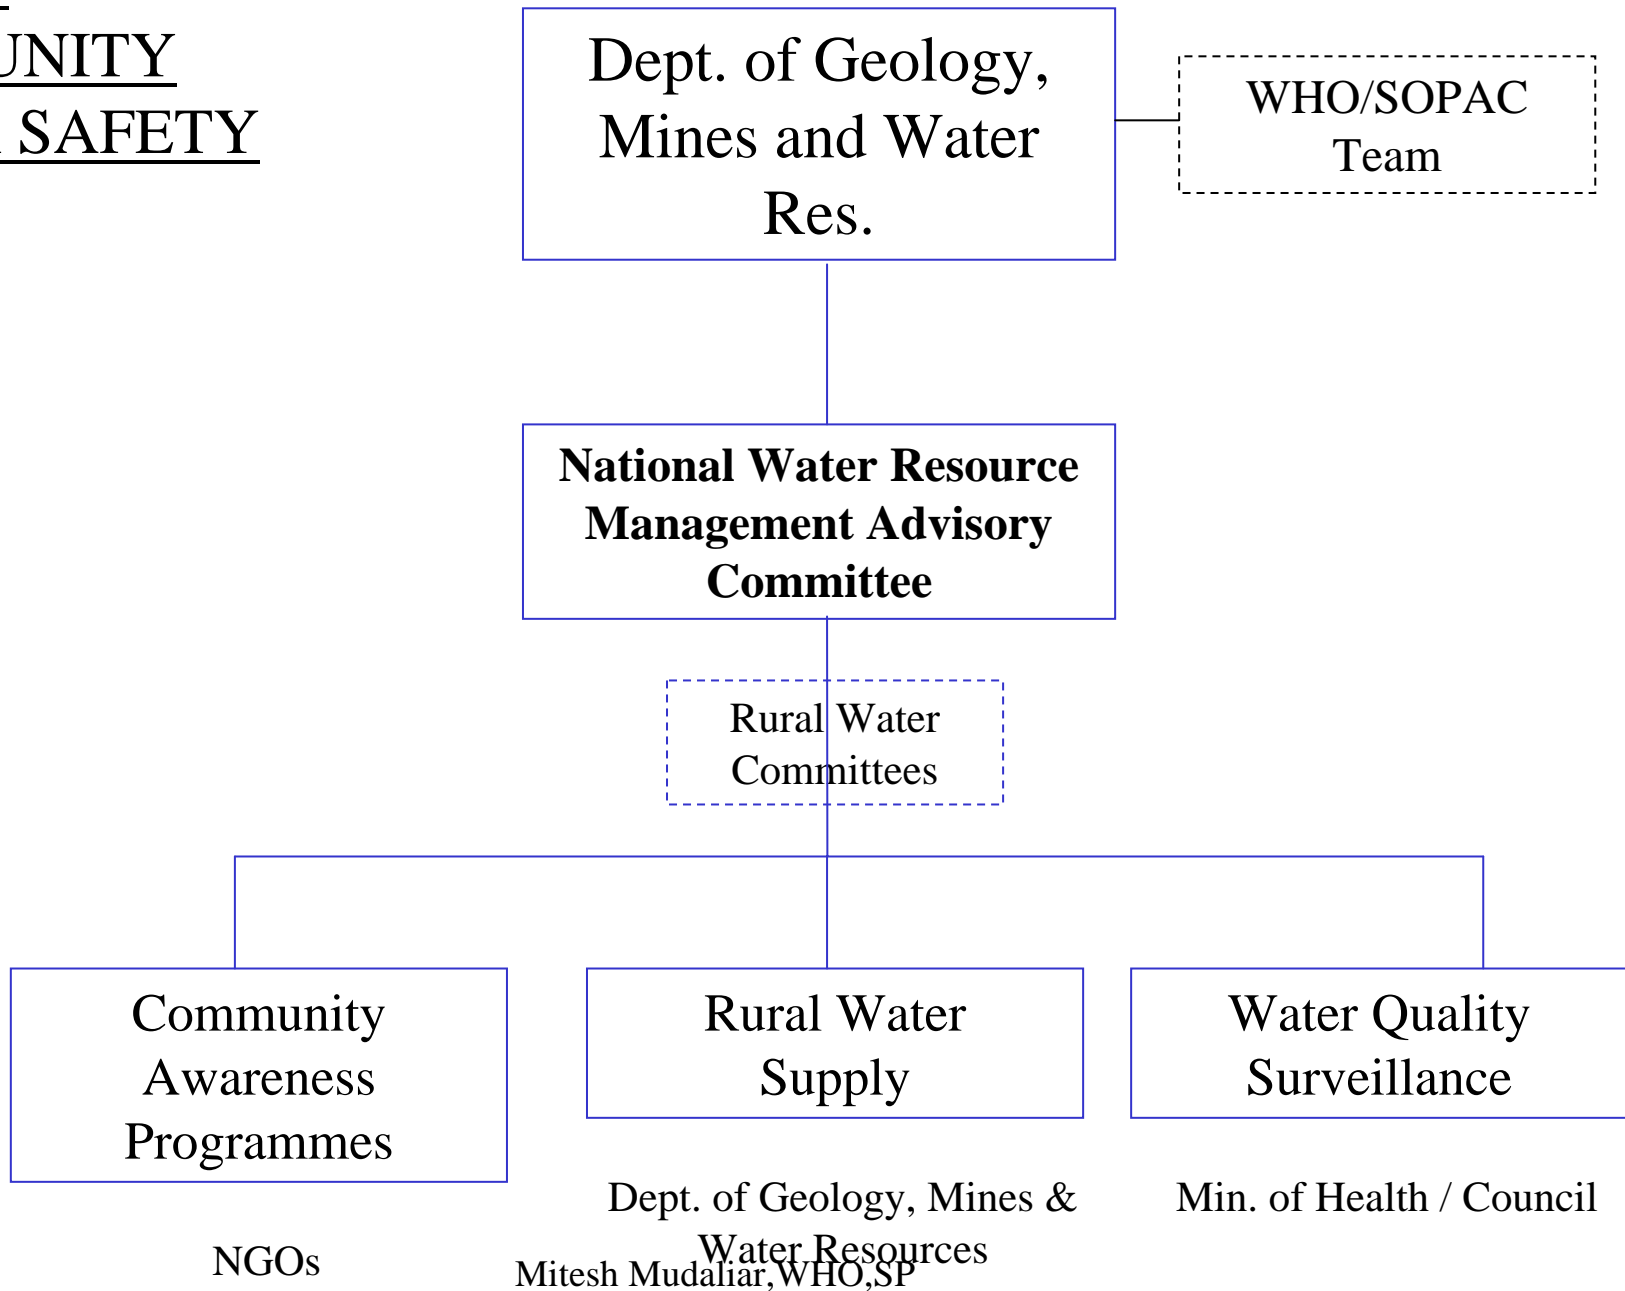 UNITY
SAFETY
Dept. of Geology,
Mines and Water
Res.
WHO/SOPAC
Team
National Water Resource
Management Advisory
Committee
Rural Water
Committees
Community
Awareness
Programmes
NGOs
Rural Water
Supply
Dept. of Geology, Mines &
Water Resources
Water Quality
Surveillance
Min. of Health / Council
Mitesh Mudaliar,WHO,SP